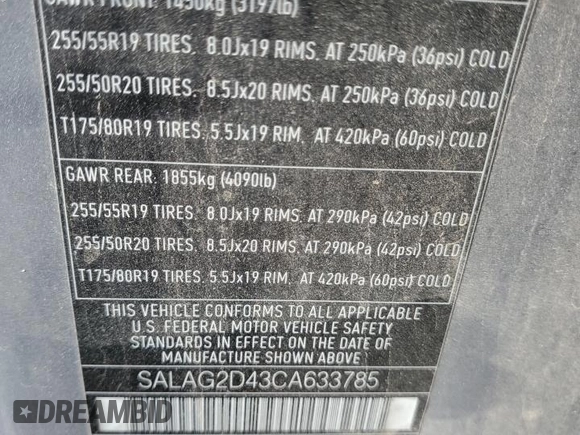 GAWR FRONT: 1450kg (3197lb)
255/55R19 TIRES. 8.0Jx19 RIMS. AT 250kPa (36psi) COLD
255/50R20 TIRES. 8.5Jx20 RIMS. AT 250kPa (36psi) COLD
T175/80R19 TIRES. 5.5Jx19 RIM. AT 420kPa (60psi) COLD
GAWR REAR. 1855kg (4090lb)
255/55R19 TIRES. 8.0Jx19 RIMS. AT 290kPa (42psi) COLD
255/50R20 TIRES. 8.5Jx20 RIMS. AT 290kPa (42psi) COLD
T175/80R19 TIRES. 5.5Jx19 RIM. AT 420kPa (60psi) COLD
THIS VEHICLE CONFORMS TO ALL APPLICABLE
U.S. FEDERAL MOTOR VEHICLE SAFETY
STANDARDS IN EFFECT ON THE
DATE OF MANUFACTURE SHOWN ABOVE
SALAG2D43CA633785
DREAMBID